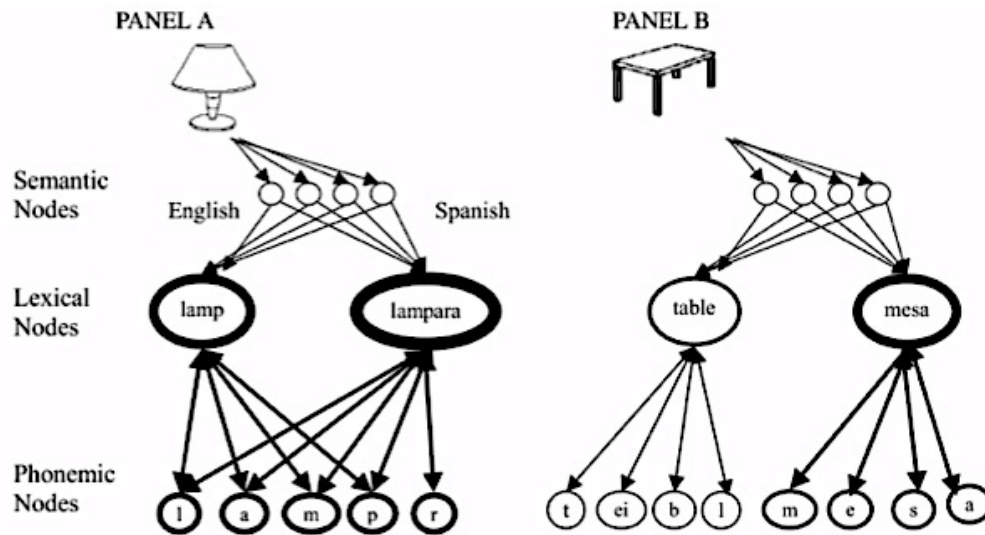 PANEL A
PANEL B
Semantic
Nodes
English
Spanish
Lexical
Nodes
lamp
lampara
table
mesa
Phonemic
Nodes
l
a
m
p
r
t
ei
b
l
m
e
s
a